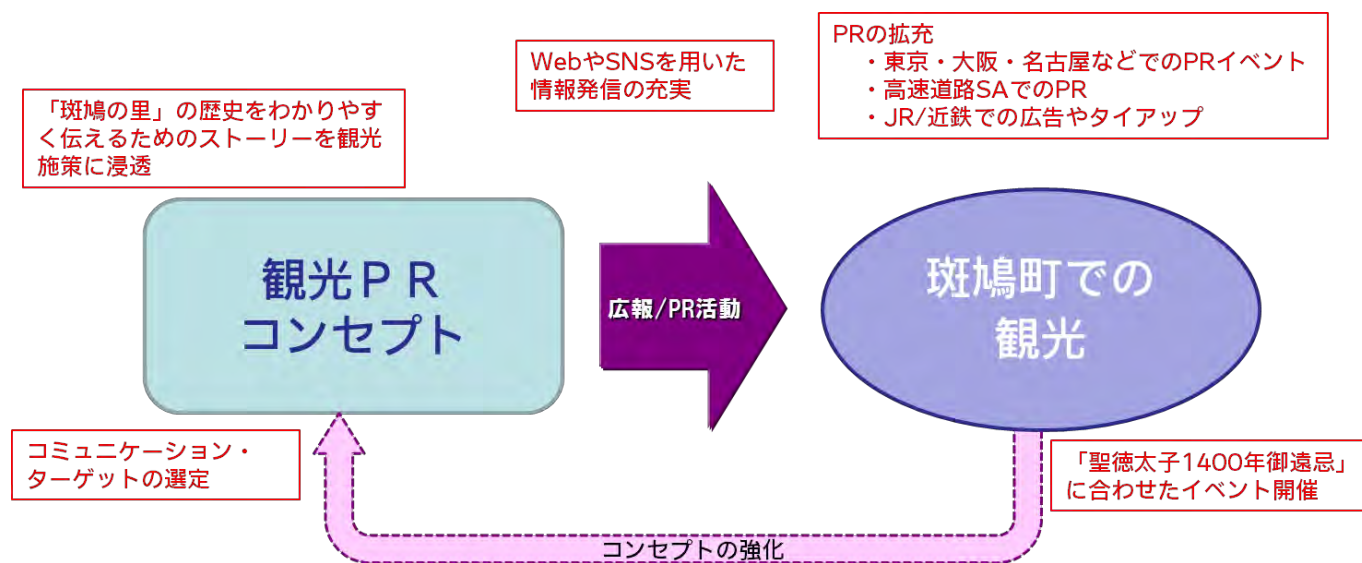 WebやSNSを用いた
情報発信の充実
PRの拡充
・東京・大阪・名古屋などでのPRイベント
・高速道路SAでのPR
・JR/近鉄での広告やタイアップ
「斑鳩の里」の歴史をわかりやす
く伝えるためのストーリーを観光
施策に浸透
観光ＰＲ
コンセプト
広報/PR活動
斑鳩町での
観光
コミュニケーション・
ターゲットの選定
「聖徳太子1400年御遠忌」
に合わせたイベント開催
コンセプトの強化